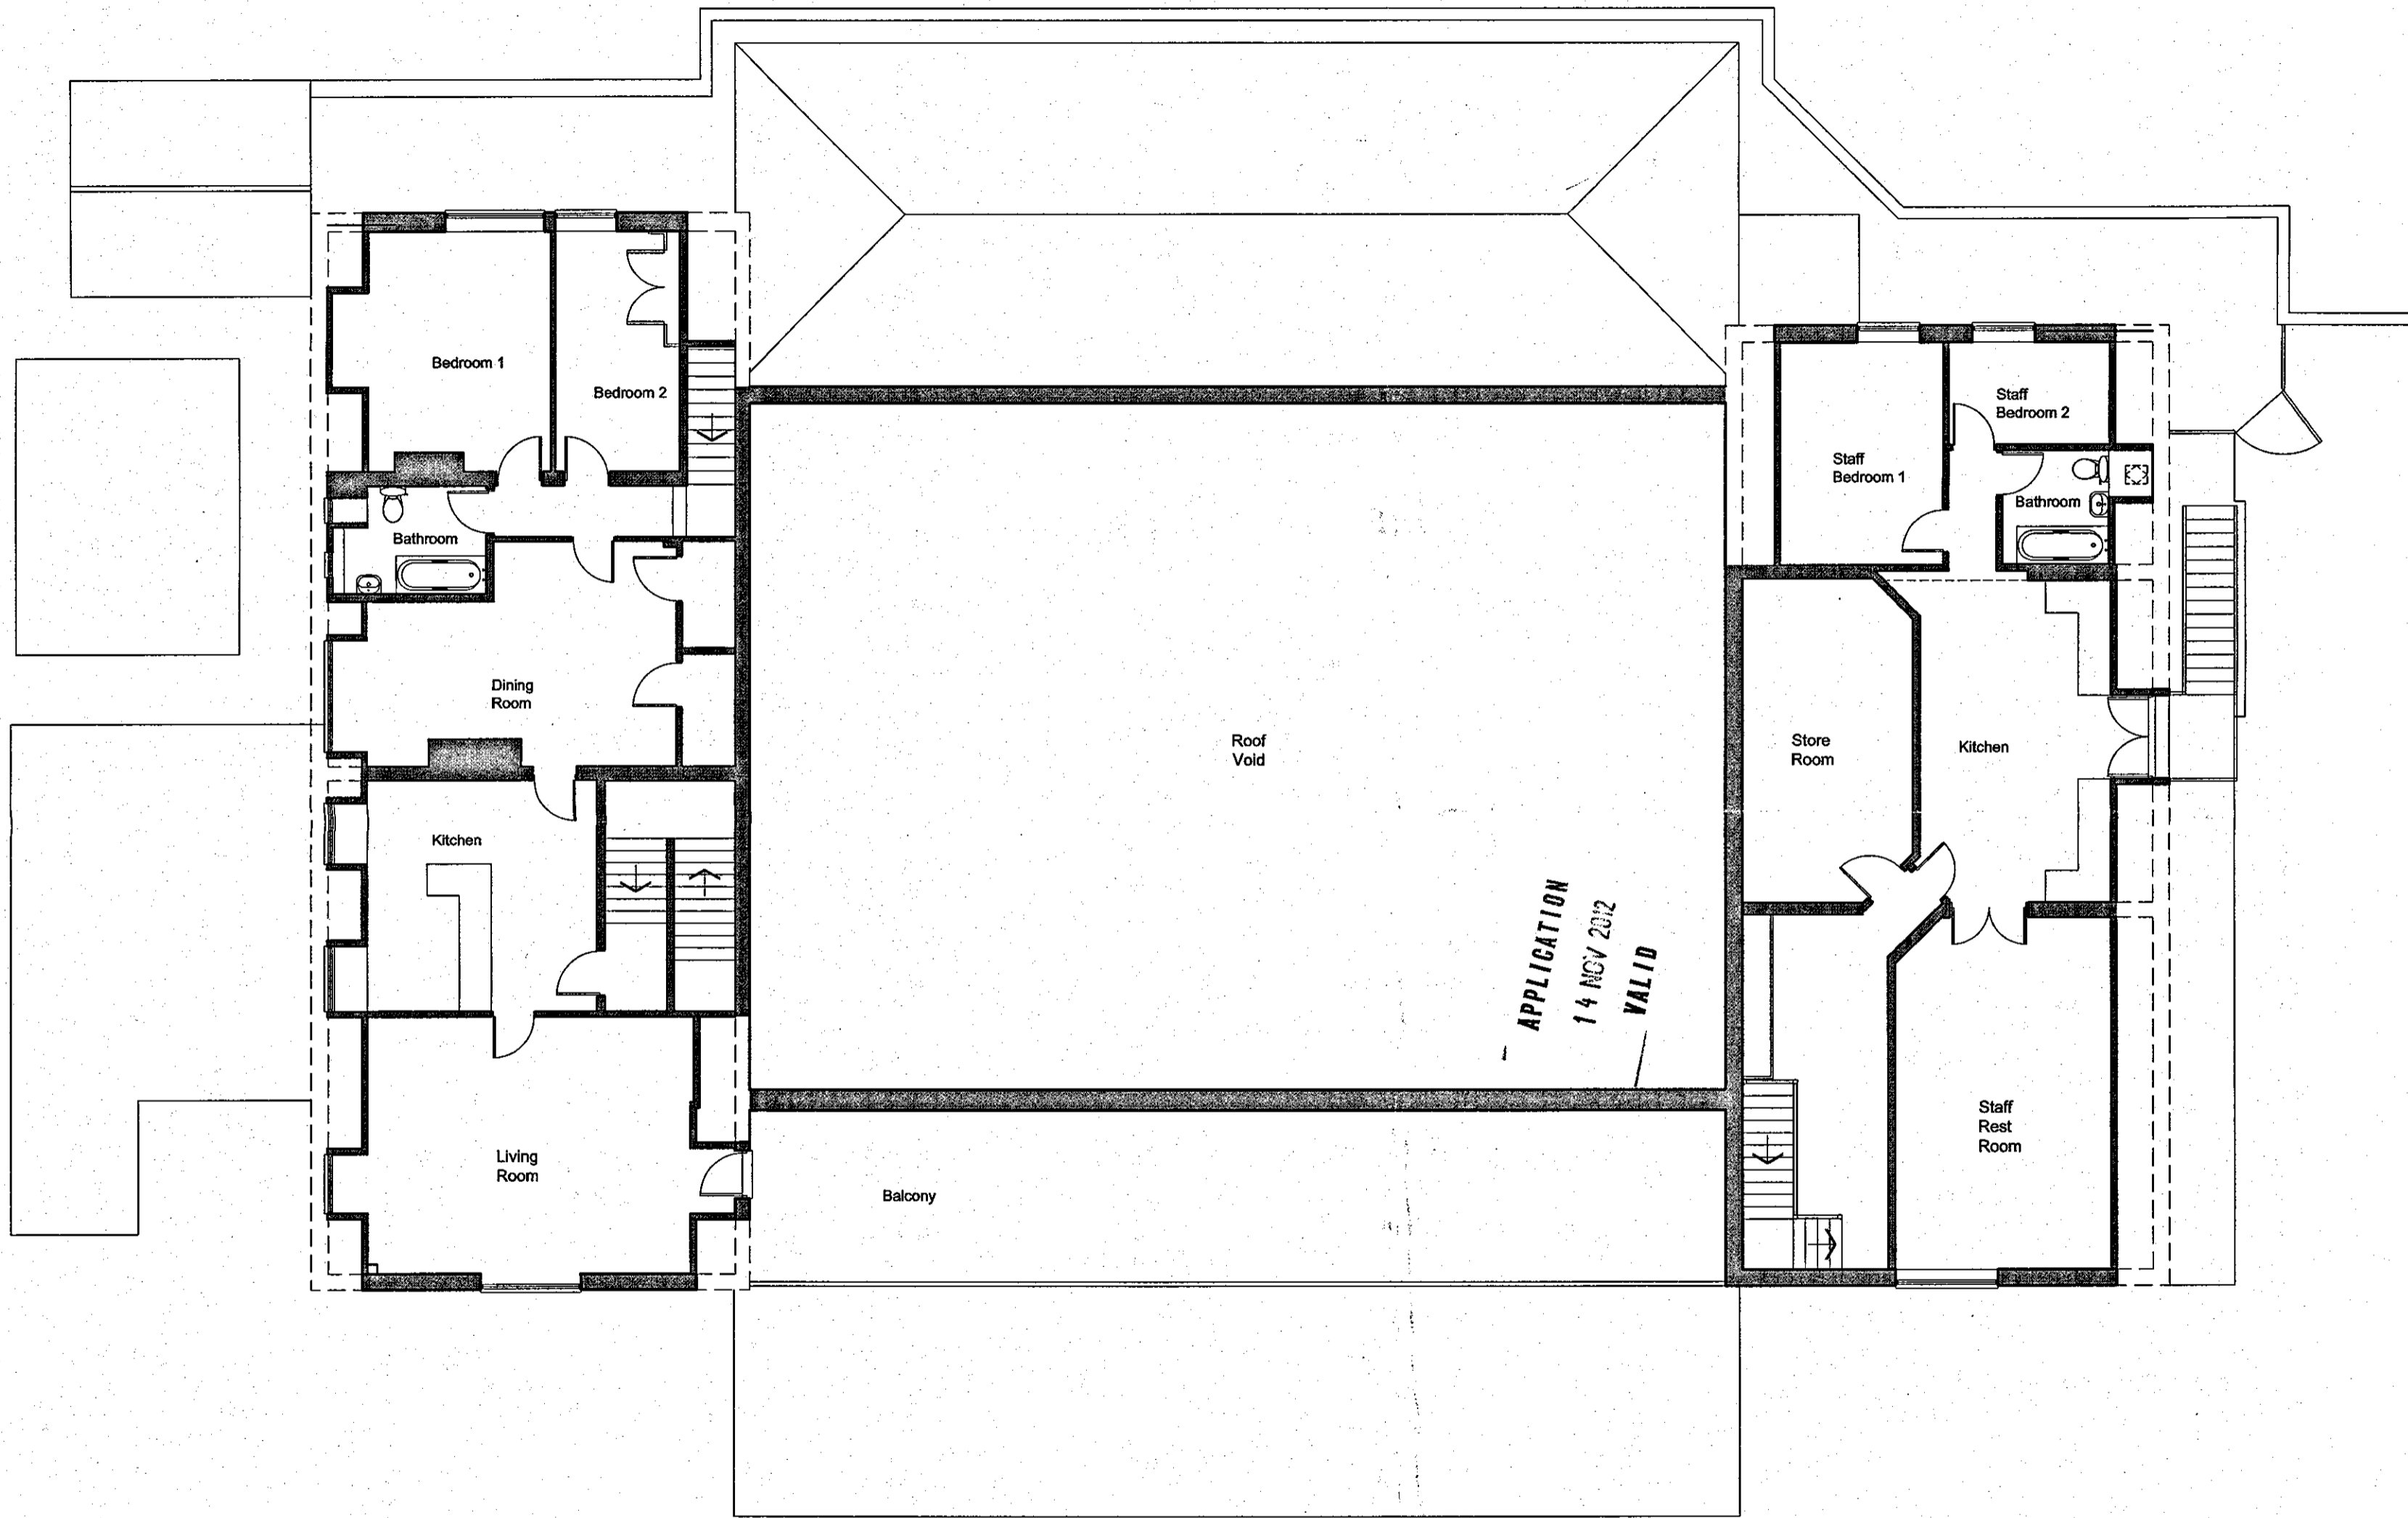 Bedroom 1
Bedroom 2
Bathroom
Dining
Room
Kitchen
Living
Room
Roof
Void
Balcony
APPLICATION
14 NOV 2012
VALID
Staff
Bedroom 1
Staff
Bedroom 2
Bathroom
Store
Room
Kitchen
Staff
Rest
Room